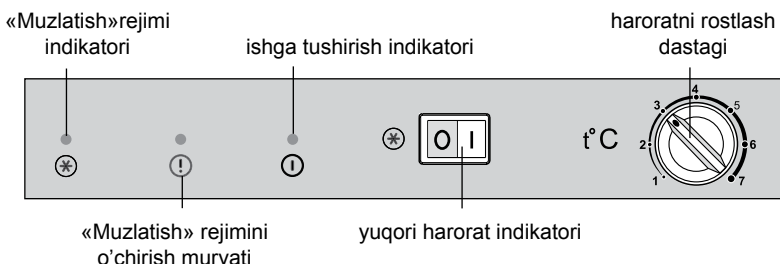 «Muzlatish»rejimi
indikatori
ishga tushirish indikatori
haroratni rostlash
dastagi
O I
t°C
1
2
3
4
5
6
7
«Muzlatish» rejimini
o'chirish murvati
yuqori harorat indikatori